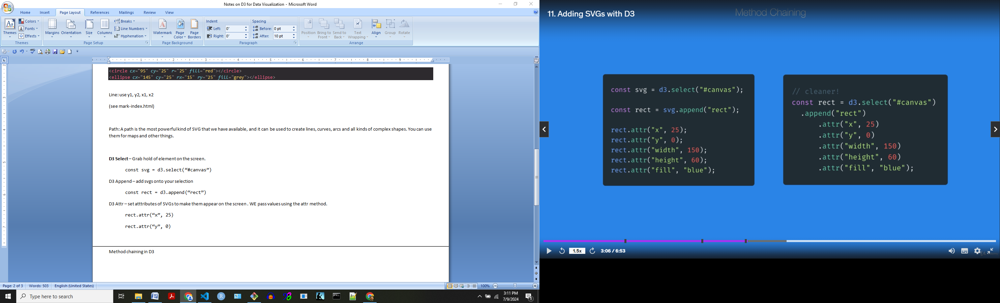 Notes on D3 for Data Visualization - Microsoft Word
Home Insert Page Layout References Mailings Review View
Themes
Colors
Fonts
Effects
Themes
Margins Orientation Size Columns
Breaks
Line Numbers
Hyphenation
Page Setup
Watermark Page Color Page Borders
Page Background
Indent
Left: 0"
Right: 0"
Spacing
Before: 0 pt
After: 10 pt
Paragraph
Position Bring to Front Send to Back Text Wrapping Align Group Rotate
Arrange
1 2 3 4 5 6 7 8 9
<circle cx="95" cy="25" r="25" fill="red"></circle>
<ellipse cx="145" cy="25" rx="15" ry="25" fill="grey"></ellipse>
Line: use y1, y2, x1, x2
(see mark-index.html)
Path: A path is the most powerful kind of SVG that we have available, and it can be used to create lines, curves, arcs and all kinds of complex shapes. You can use
them for maps and other things.
D3 Select – Grab hold of element on the screen.
const svg = d3.select(“#canvas”)
D3 Append – add svgs onto your selection
const rect = d3.append(“rect”)
D3 Attr – set atttributes of SVGs to make them appear on the screen . WE pass values using the attr method.
rect.attr(“x”, 25)
rect.attr(“y”, 0)
Method chaining in D3
Page: 2 of 3 Words: 503 English (United States)
100%
Type here to search
3:11 PM
7/9/2024
1
11. Adding SVGs with D3
Method Chaining
const svg = d3.select("#canvas");
const rect = svg.append("rect");
rect.attr("x", 25);
rect.attr("y", 0);
rect.attr("width", 150);
rect.attr("height", 60);
rect.attr("fill", "blue");
// cleaner!
const rect = d3.select("#canvas")
.append("rect")
.attr("x", 25)
.attr("y", 0)
.attr("width", 150)
.attr("height", 60)
.attr("fill", "blue");
1.5x 3:06 / 6:53